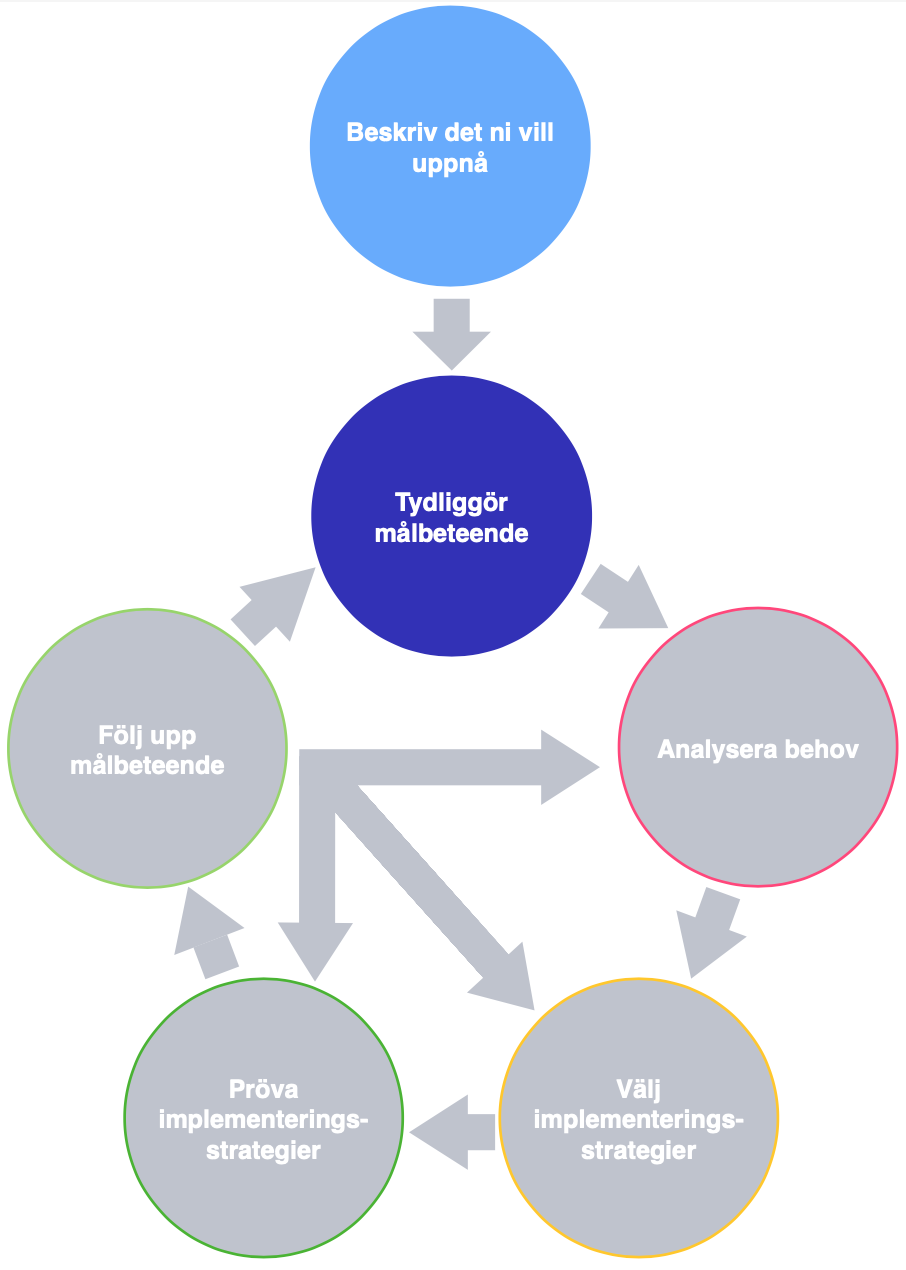 Beskriv det ni vill
uppnå
Tydliggör
målbeteende
Följ upp
målbeteende
Analysera behov
Pröva
implementerings-
strategier
Välj
implementerings-
strategier